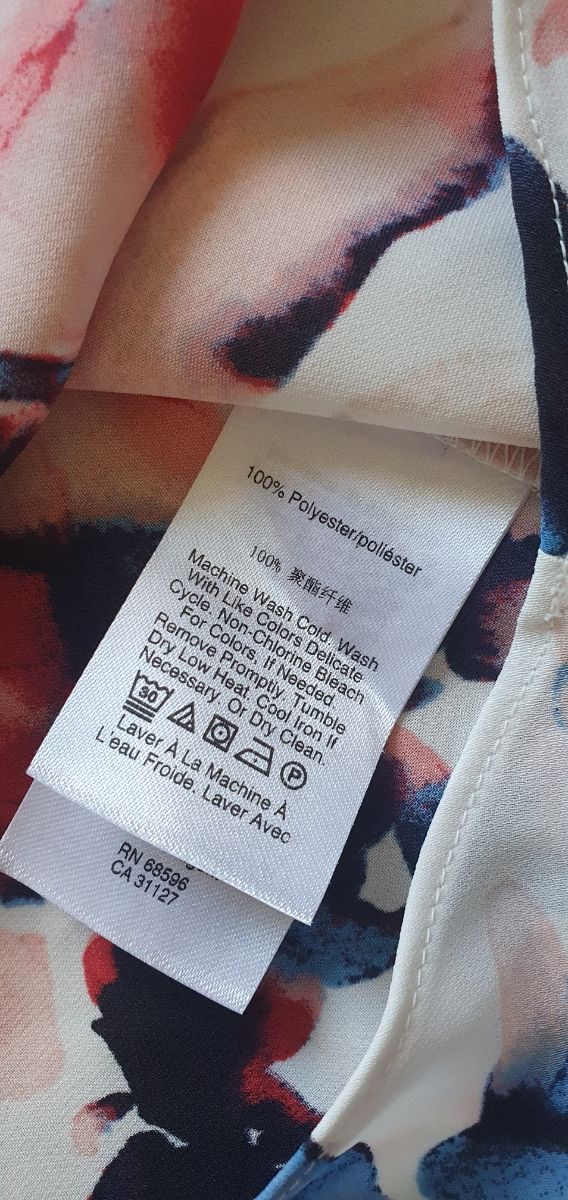 100% Polyester/poliéster
100% 聚酯纤维
Machine Wash Cold, Wash
With Like Colors Delicate
Cycle. Non-Chlorine Bleach
For Colors, If Needed.
Remove Promptly. Tumble
Dry Low Heat. Cool Iron If
Necessary. Or Dry Clean.
30 P
Laver À La Machine À
L'eau Froide. Laver Avec
RN 68596
CA 31127